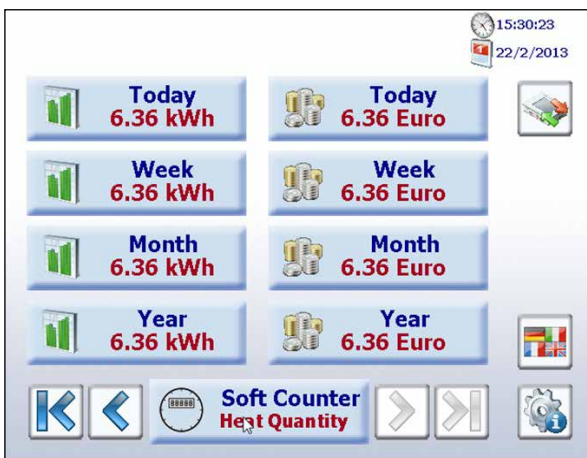 15:30:23
22/2/2013
Today
6.36 kWh
Today
6.36 Euro
Week
6.36 kWh
Week
6.36 Euro
Month
6.36 kWh
Month
6.36 Euro
Year
6.36 kWh
Year
6.36 Euro
Soft Counter
Heat Quantity